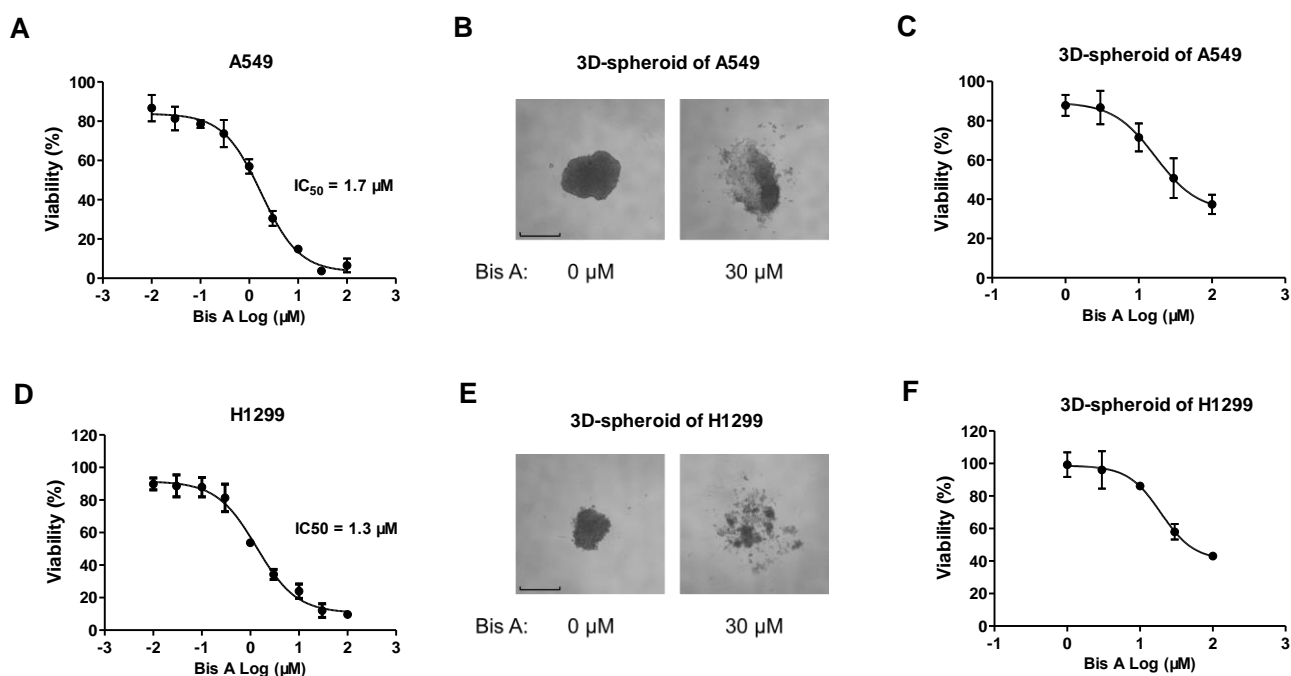 A
A549
Viability (%)
100
80
60
40
20
0
IC50 = 1.7 µM
-3 -2 -1 0 1 2 3
Bis A Log (µM)
B
3D-spheroid of A549
Bis A: 0 µM 30 µM
C
3D-spheroid of A549
Viability (%)
100
80
60
40
20
0
-1 0 1 2 3
Bis A Log (µM)
D
H1299
Viability (%)
120
100
80
60
40
20
0
IC50 = 1.3 µM
-3 -2 -1 0 1 2 3
Bis A Log (µM)
E
3D-spheroid of H1299
Bis A: 0 µM 30 µM
F
3D-spheroid of H1299
Viability (%)
120
100
80
60
40
20
0
-1 0 1 2 3
Bis A Log (µM)